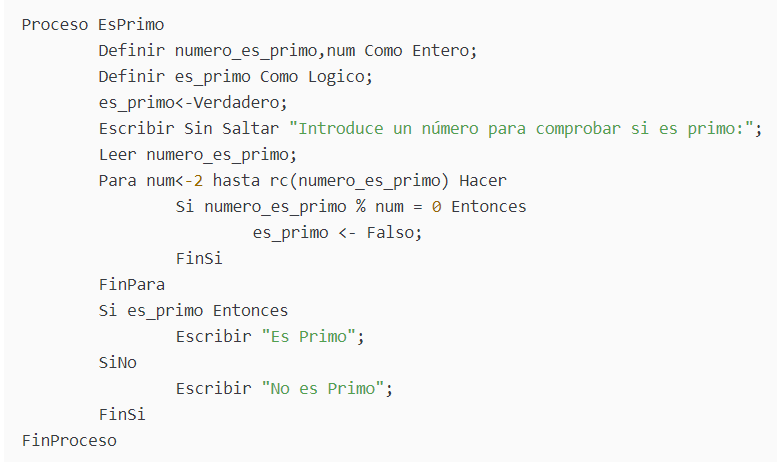 Proceso EsPrimo
Definir numero_es_primo,num Como Entero;
Definir es_primo Como Logico;
es_primo<-Verdadero;
Escribir Sin Saltar "Introduce un número para comprobar si es primo:";
Leer numero_es_primo;
Para num<-2 hasta rc(numero_es_primo) Hacer
Si numero_es_primo % num = 0 Entonces
es_primo <- Falso;
FinSi
FinPara
Si es_primo Entonces
Escribir "Es Primo";
SiNo
Escribir "No es Primo";
FinSi
FinProceso